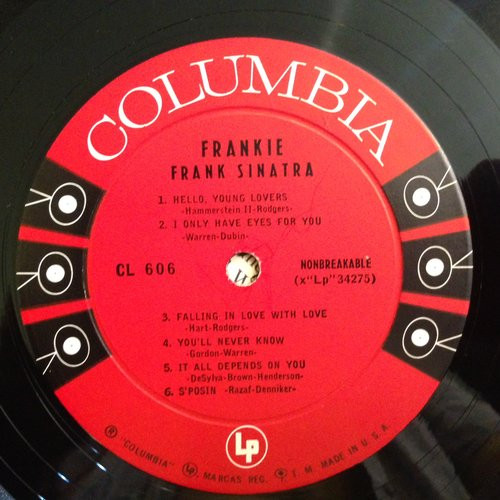 COLUMBIA
FRANKIE
FRANK SINATRA
1. HELLO, YOUNG LOVERS
-Hammerstein II-Rodgers-
2. I ONLY HAVE EYES FOR YOU
-Warren-Dubin-
CL 606
NONBREAKABLE
(x"Lp"34275)
3. FALLING IN LOVE WITH LOVE
-Hart-Rodgers-
4. YOU'LL NEVER KNOW
-Gordon-Warren-
5. IT ALL DEPENDS ON YOU
-DeSylva-Brown-Henderson-
6. S'POSIN -Razaf-Denniker-
LP
® "COLUMBIA" LP, MARCAS REG. T. M. MADE IN U.S.A.